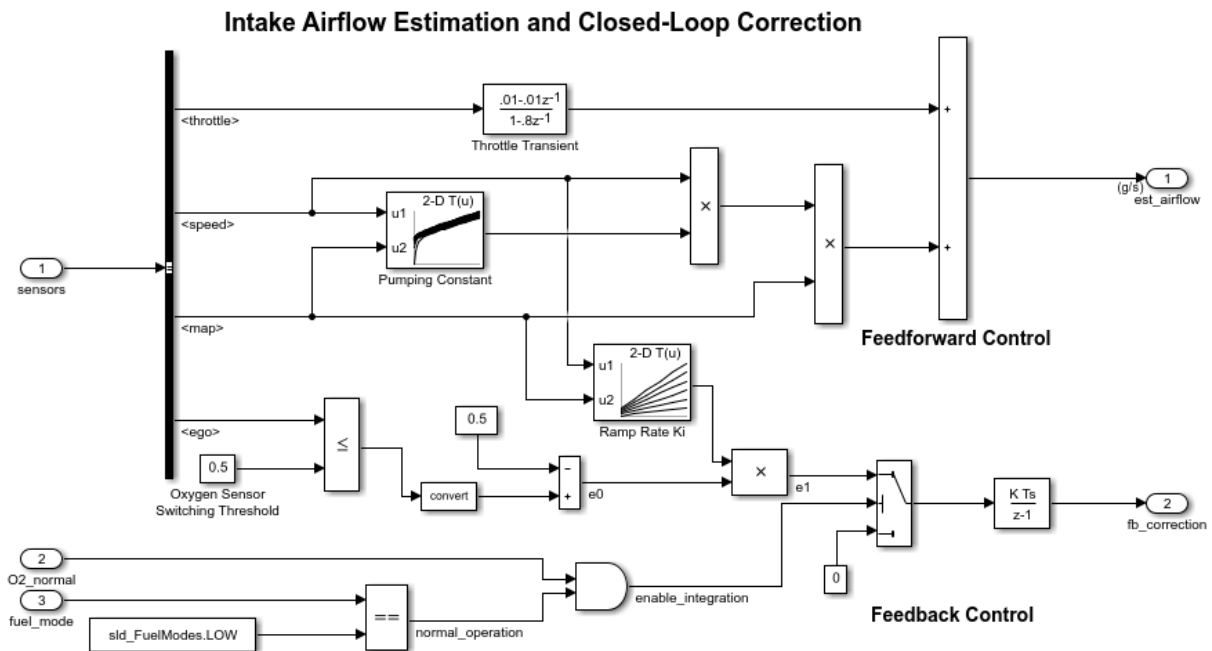 Intake Airflow Estimation and Closed-Loop Correction
<throttle>
.01-.01z-1
1-.8z-1
Throttle Transient
+
<speed>
2-D T(u)
u1
u2
Pumping Constant
×
×
+
(g/s)
1
est_airflow
1
sensors
<map>
Feedforward Control
2-D T(u)
u1
u2
Ramp Rate Ki
<ego>
0.5
Oxygen Sensor
Switching Threshold
≤
0.5
convert
−
+
e0
×
e1
K Ts
z-1
2
fb_correction
0
2
O2_normal
3
fuel_mode
sld_FuelModes.LOW
==
normal_operation
enable_integration
Feedback Control